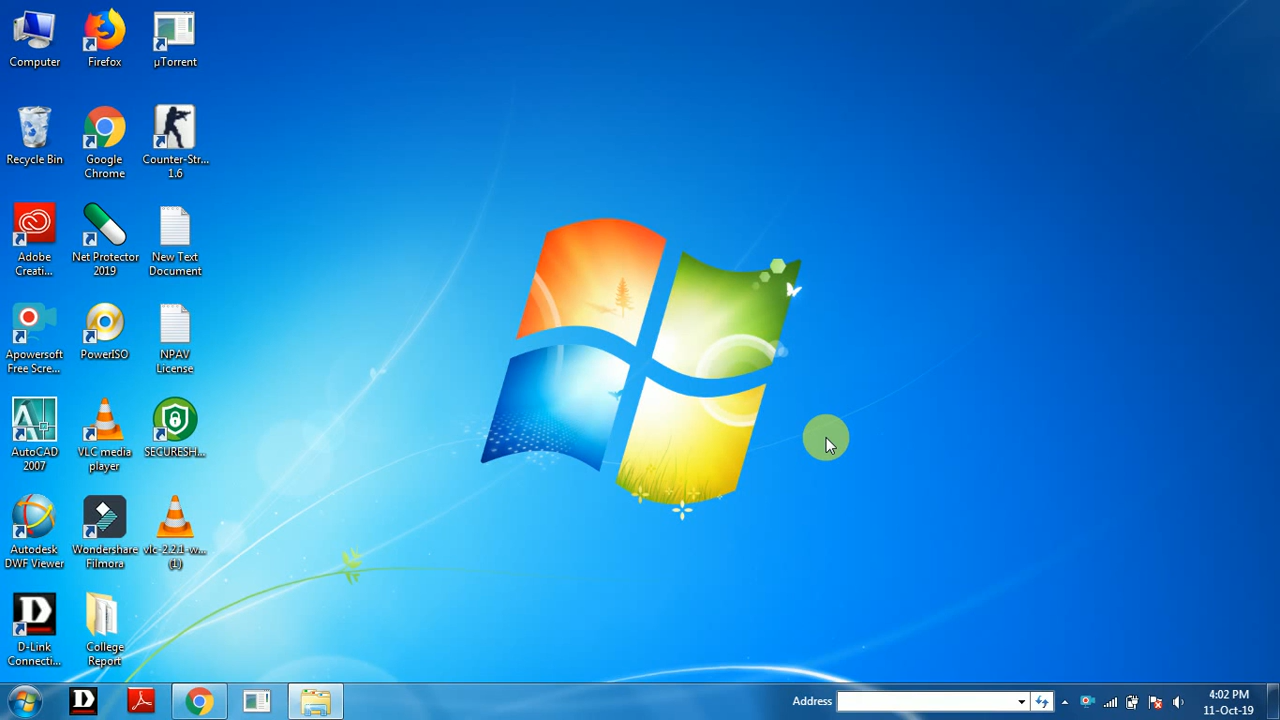 Computer
Firefox
µTorrent
Recycle Bin
Google
Chrome
Counter-Str...
1.6
Adobe
Creati...
Net Protector
2019
New Text
Document
Apowersoft
Free Scre...
PowerISO
NPAV
License
AutoCAD
2007
VLC media
player
SECURESH...
Autodesk
DWF Viewer
Wondershare
Filmora
vlc-2.2.1-w...
(1)
D-Link
Connecti...
College
Report
Address
4:02 PM
11-Oct-19